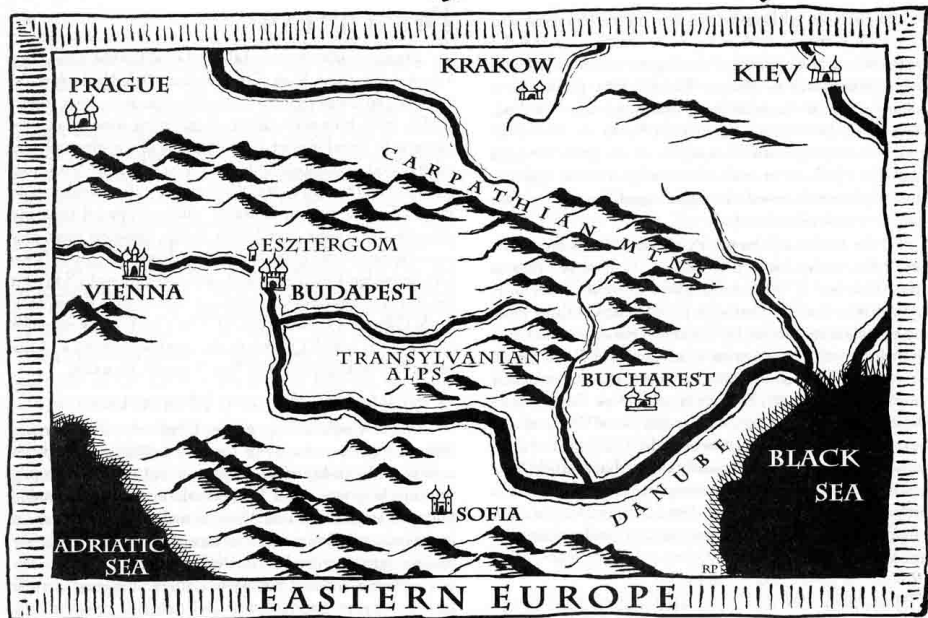 PRAGUE
KRAKOW
KIEV
CARPATHIAN MTNS
ESZTERGOM
VIENNA
BUDAPEST
TRANSYLVANIAN
ALPS
BUCHAREST
DANUBE
BLACK
SEA
SOFIA
ADRIATIC
SEA
RP
EASTERN EUROPE